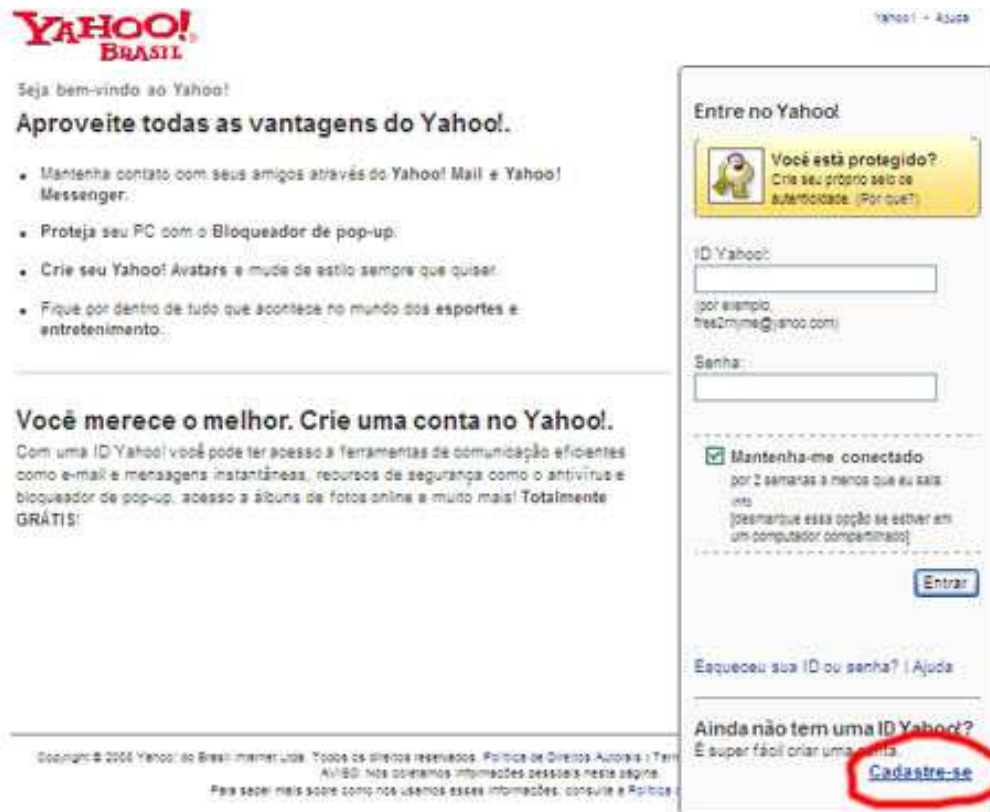 YAHOO!
BRASIL
Yahoo! - Ajuda
Seja bem-vindo ao Yahoo!
Aproveite todas as vantagens do Yahoo!.
Mantenha contato com seus amigos através do Yahoo! Mail e Yahoo!
Messenger.
Proteja seu PC com o Bloqueador de pop-up.
Crie seu Yahoo! Avatars e mude de estilo sempre que quiser.
Fique por dentro de tudo que acontece no mundo dos esportes e
entretenimento.
Você merece o melhor. Crie uma conta no Yahoo!.
Com uma ID Yahoo! você pode ter acesso a ferramentas de comunicação eficientes
como e-mail e mensagens instantâneas, recursos de segurança como o antivírus e
bloqueador de pop-up, acesso a álbuns de fotos online e muito mais! Totalmente
GRÁTIS!
Entre no Yahoo!
Você está protegido?
Crie seu próprio selo de
autenticidade. (Por que?)
ID Yahoo!:
(por exemplo,
free2rhyme@yahoo.com)
Senha:
Mantenha-me conectado
por 2 semanas a menos que eu saia.
Info
[desmarque essa opção se estiver em
um computador compartilhado]
Entrar
Esqueceu sua ID ou senha? | Ajuda
Ainda não tem uma ID Yahoo!?
É super fácil criar uma conta.
Cadastre-se
Copyright © Yahoo! do Brasil Internet Ltda. Todos os direitos reservados. Política de Direitos Autorais |
AVISO: Nós coletamos informações pessoais nesta página.
Para saber mais sobre como nós usamos essas informações, consulte a Política